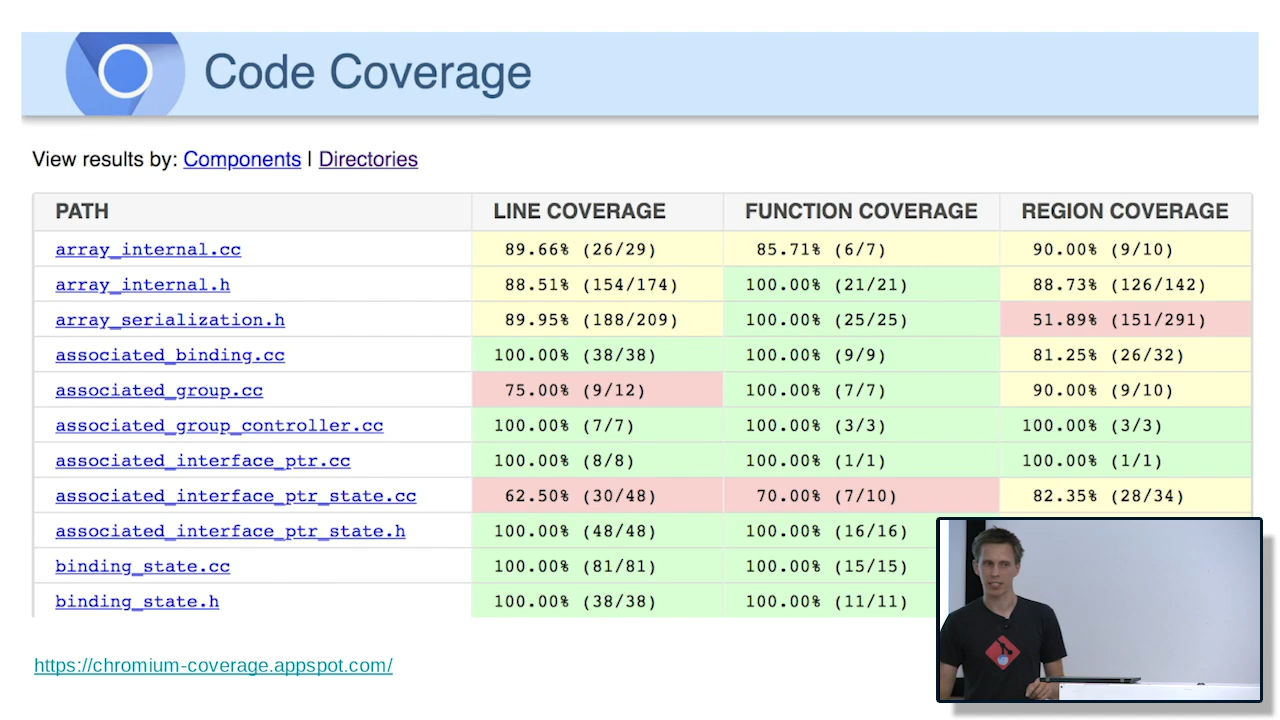 Code Coverage
View results by: Components | Directories
PATH LINE COVERAGE FUNCTION COVERAGE REGION COVERAGE
array_internal.cc 89.66% (26/29) 85.71% (6/7) 90.00% (9/10)
array_internal.h 88.51% (154/174) 100.00% (21/21) 88.73% (126/142)
array_serialization.h 89.95% (188/209) 100.00% (25/25) 51.89% (151/291)
associated_binding.cc 100.00% (38/38) 100.00% (9/9) 81.25% (26/32)
associated_group.cc 75.00% (9/12) 100.00% (7/7) 90.00% (9/10)
associated_group_controller.cc 100.00% (7/7) 100.00% (3/3) 100.00% (3/3)
associated_interface_ptr.cc 100.00% (8/8) 100.00% (1/1) 100.00% (1/1)
associated_interface_ptr_state.cc 62.50% (30/48) 70.00% (7/10) 82.35% (28/34)
associated_interface_ptr_state.h 100.00% (48/48) 100.00% (16/16)
binding_state.cc 100.00% (81/81) 100.00% (15/15)
binding_state.h 100.00% (38/38) 100.00% (11/11)
https://chromium-coverage.appspot.com/